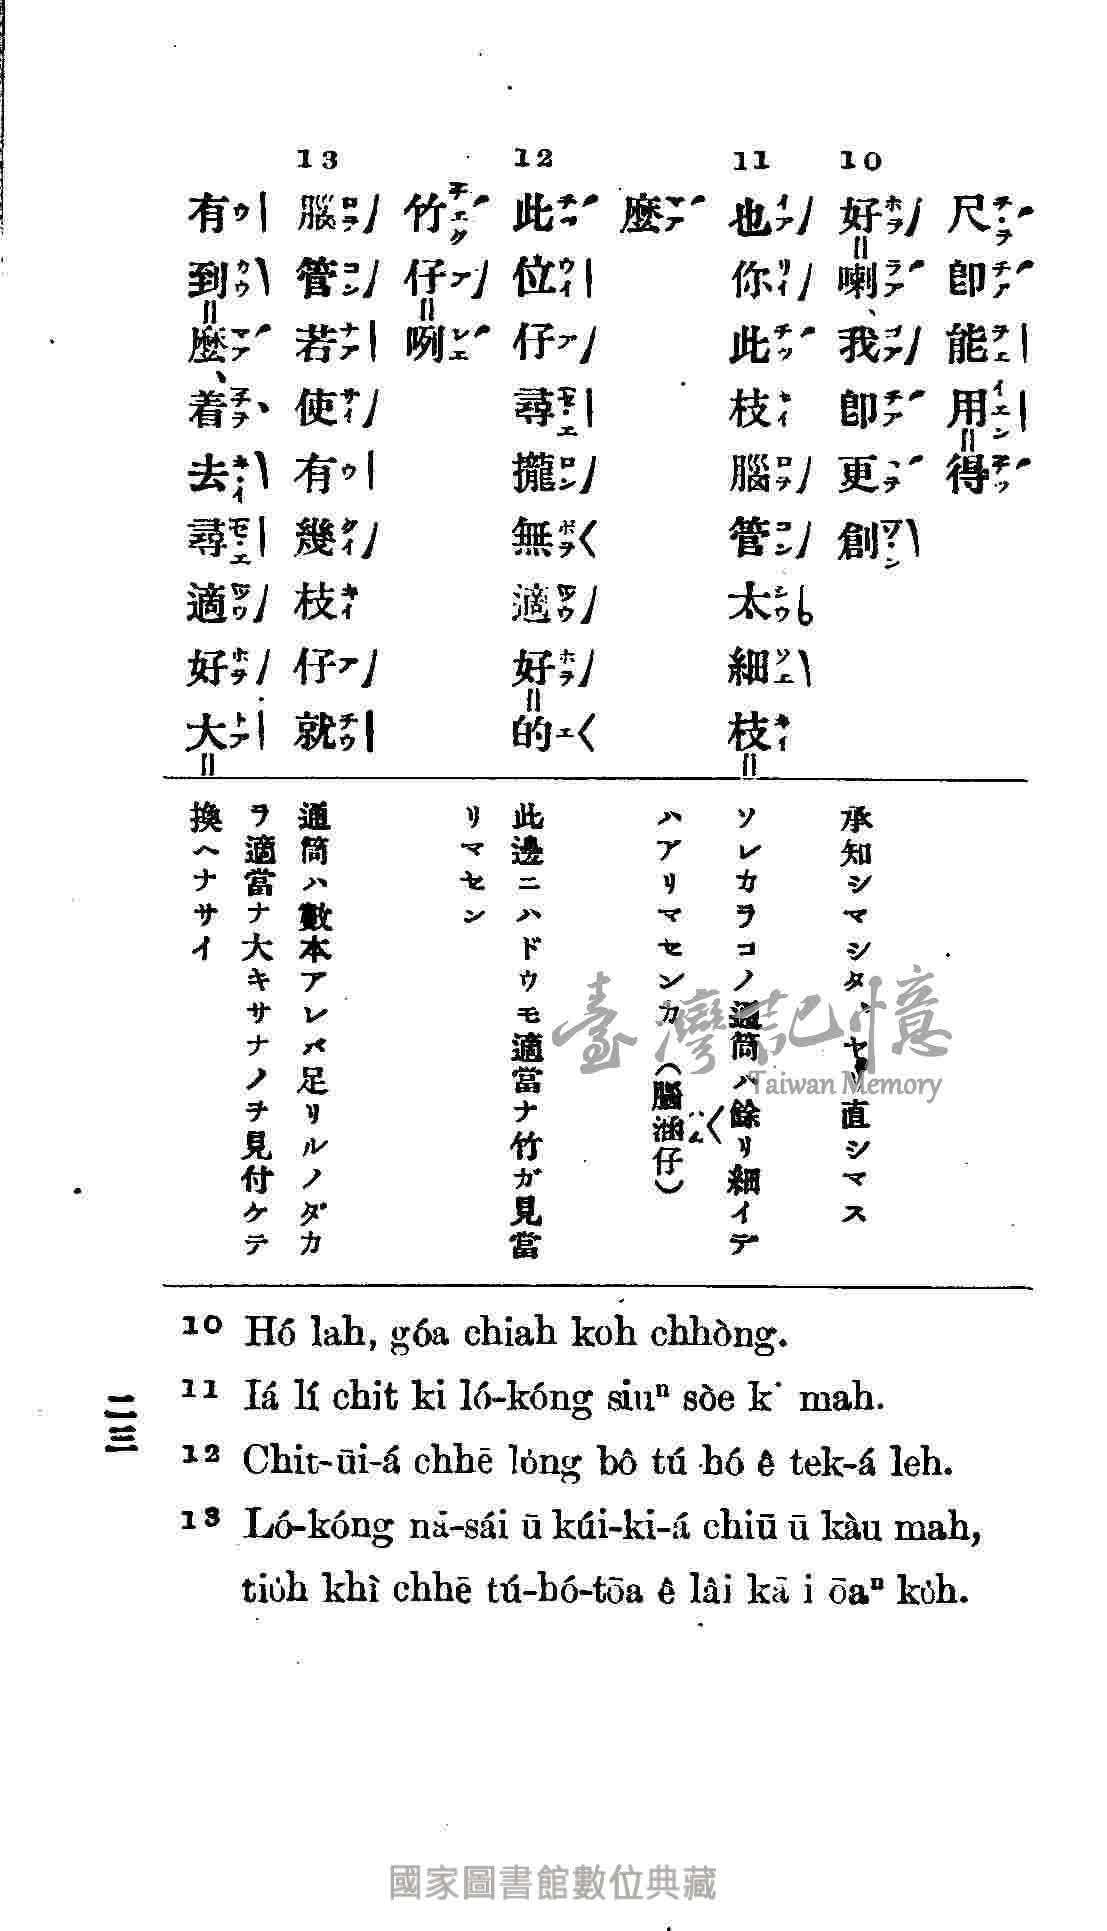 尺卽能用得
10
好喇、我卽更創
11
也你此枝腦管太細枝
麼
12
此位仔尋攏無適好的
竹仔咧
13
腦管若使有幾枝仔就
有到麼、着去尋適好大
承知シマシタ、ヤリ直シマス
ソレカラコノ通筒ハ餘リ細イデ
ハアリマセンカ (腦涵仔)
此邊ニハドウモ適當ナ竹ガ見當
リマセン
通筒ハ數本アレバ足リルノダカ
ラ適當ナ大キサナノヲ見付ケテ
換ヘナサイ
10 Hó lah, góa chiah koh chhòng.
11 Iá lí chit ki ló-kóng siuⁿ sòe k mah.
12 Chit-ūi-á chhē lóng bô tú hó ê tek-á leh.
13 Ló-kóng nā-sái ū kúi-ki-á chiū ū kàu mah,
tio̍h khì chhē tú-hó-tōa ê lâi kā i ōaⁿ ko̍h.
二三
臺灣記憶
Taiwan Memory
國家圖書館數位典藏